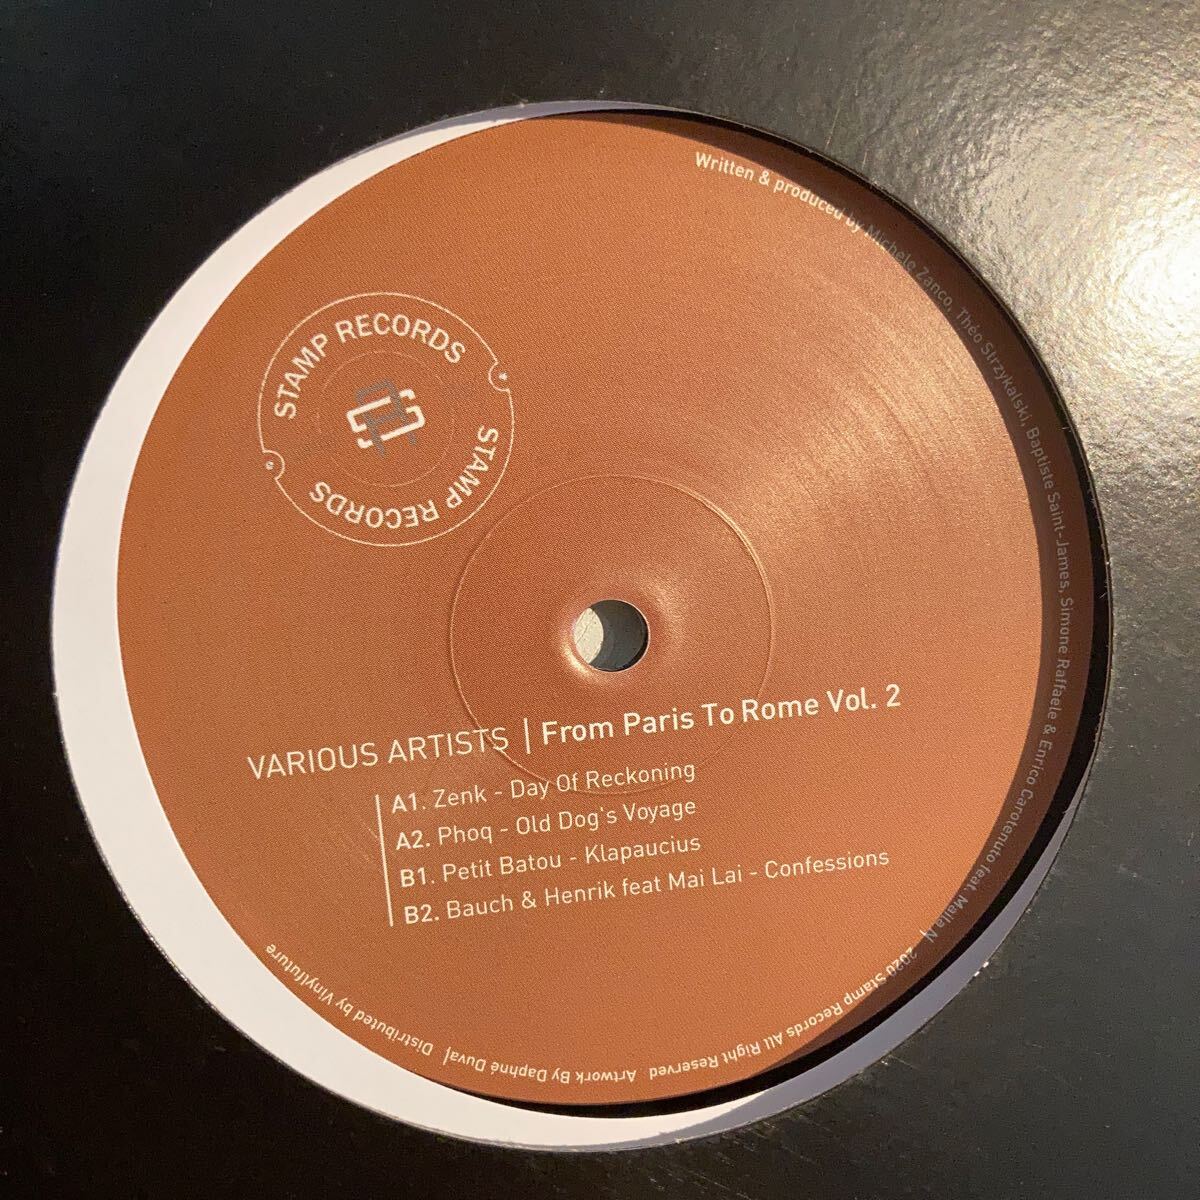 STAMP RECORDS
STAMP RECORDS
VARIOUS ARTISTS | From Paris To Rome Vol. 2
A1. Zenk - Day Of Reckoning
A2. Phoq - Old Dog's Voyage
B1. Petit Batou - Klapaucius
B2. Bauch & Henrik feat Mai Lai - Confessions
Written & produced by Michele Zanco, Théo Strzykalski, Baptiste Saint-James, Simone Raffaele & Enrico Carotenuto feat. Malla N| 2020 Stamp Records All Right Reserved Artwork By Daphné Duval| Distributed by Vinylfuture